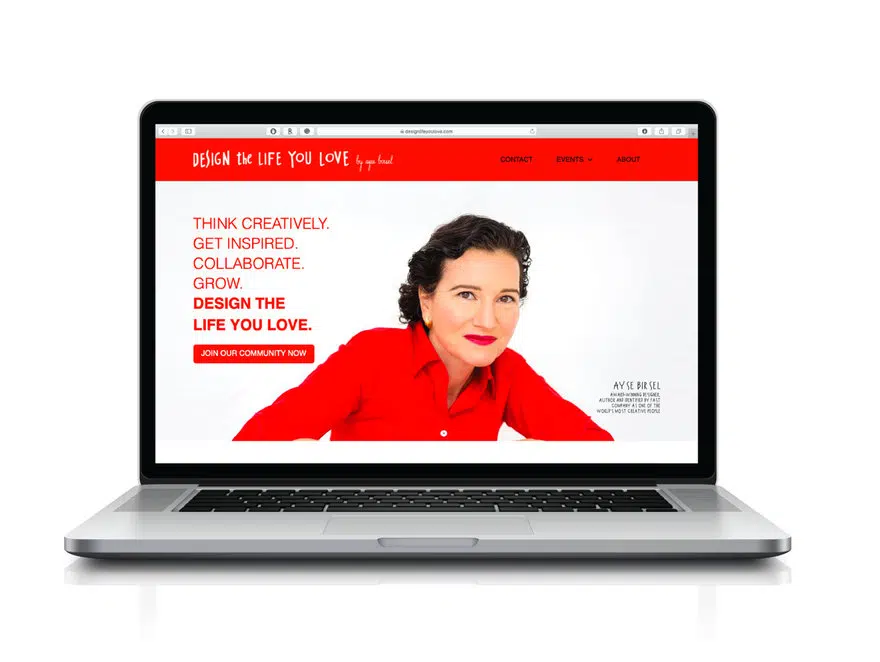 designlifeyoulove.com
DESIGN the LIFE YOU LOVE by ayse birsel
CONTACT EVENTS ABOUT
THINK CREATIVELY.
GET INSPIRED.
COLLABORATE.
GROW.
DESIGN THE
LIFE YOU LOVE.
JOIN OUR COMMUNITY NOW
AYSE BIRSEL
AWARD-WINNING DESIGNER,
AUTHOR AND IDENTIFIED BY FAST
COMPANY AS ONE OF THE
WORLD'S MOST CREATIVE PEOPLE